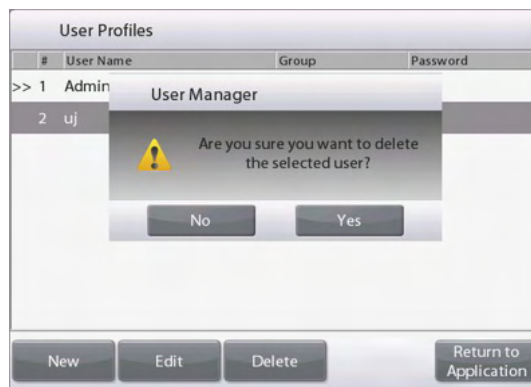 User Profiles
# User Name Group Password
>> 1 Admin
User Manager
2 uj
Are you sure you want to delete
the selected user?
No Yes
New Edit Delete Return to
Application